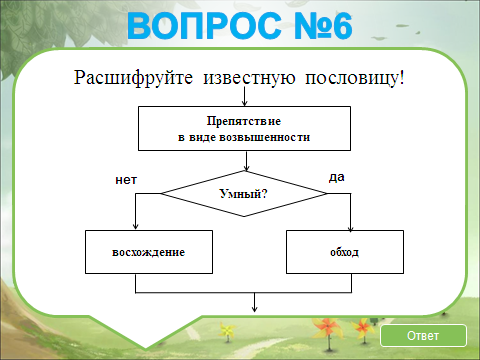 ВОПРОС №6
Расшифруйте известную пословицу!
Препятствие
в виде возвышенности
нет
да
Умный?
восхождение
обход
Ответ